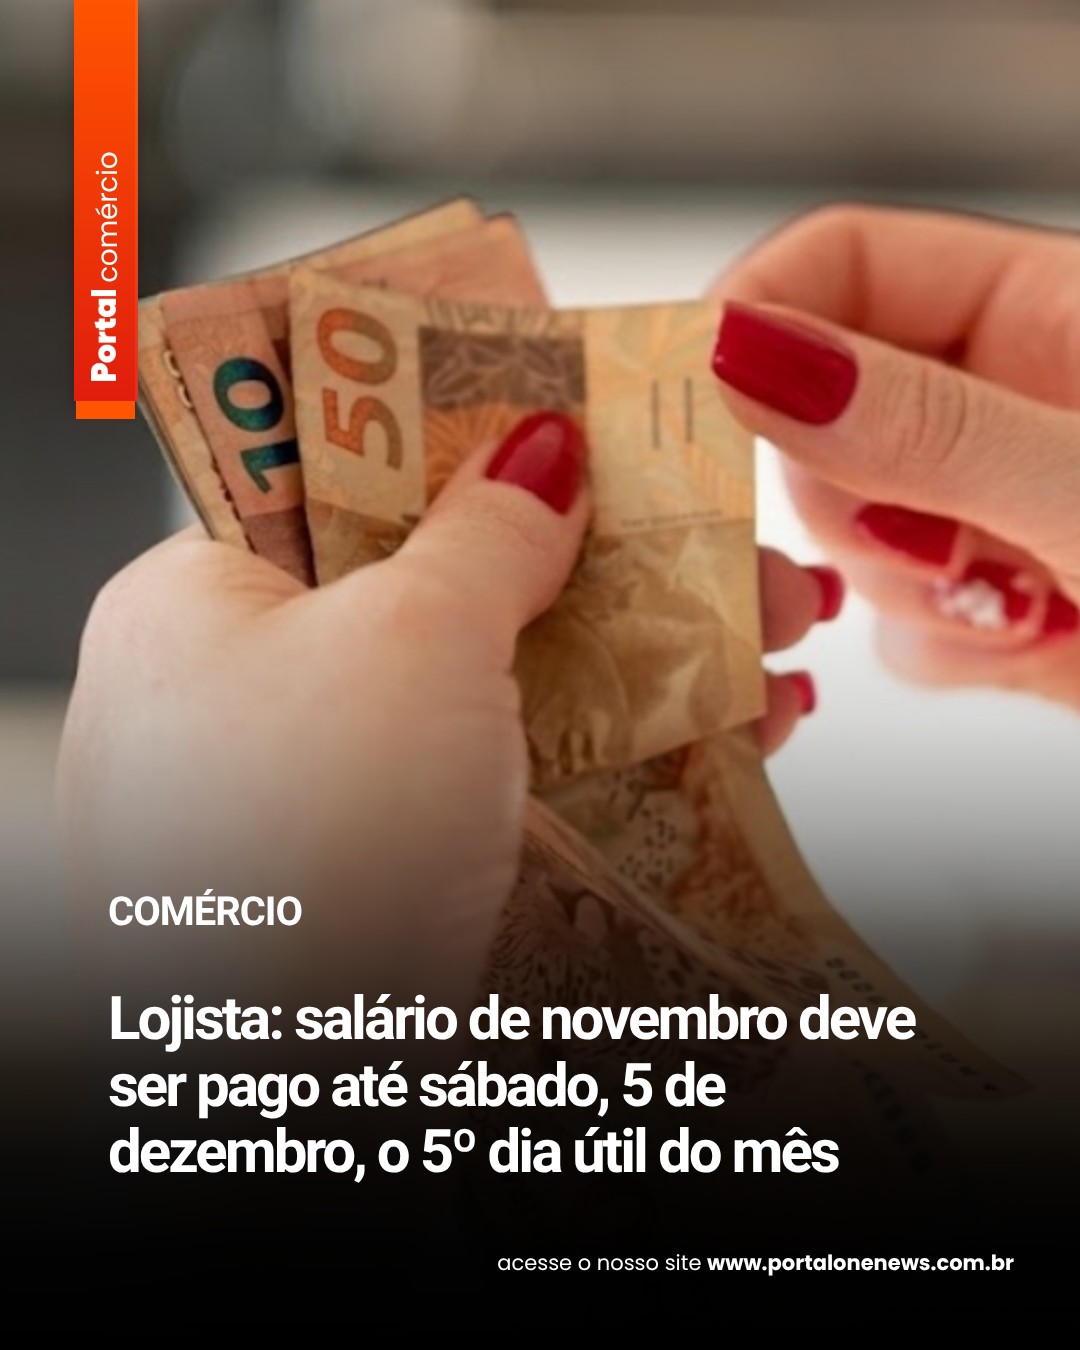 Portal comércio
10
50
COMÉRCIO
Lojista: salário de novembro deve
ser pago até sábado, 5 de
dezembro, o 5º dia útil do mês
acesse o nosso site www.portalonenews.com.br